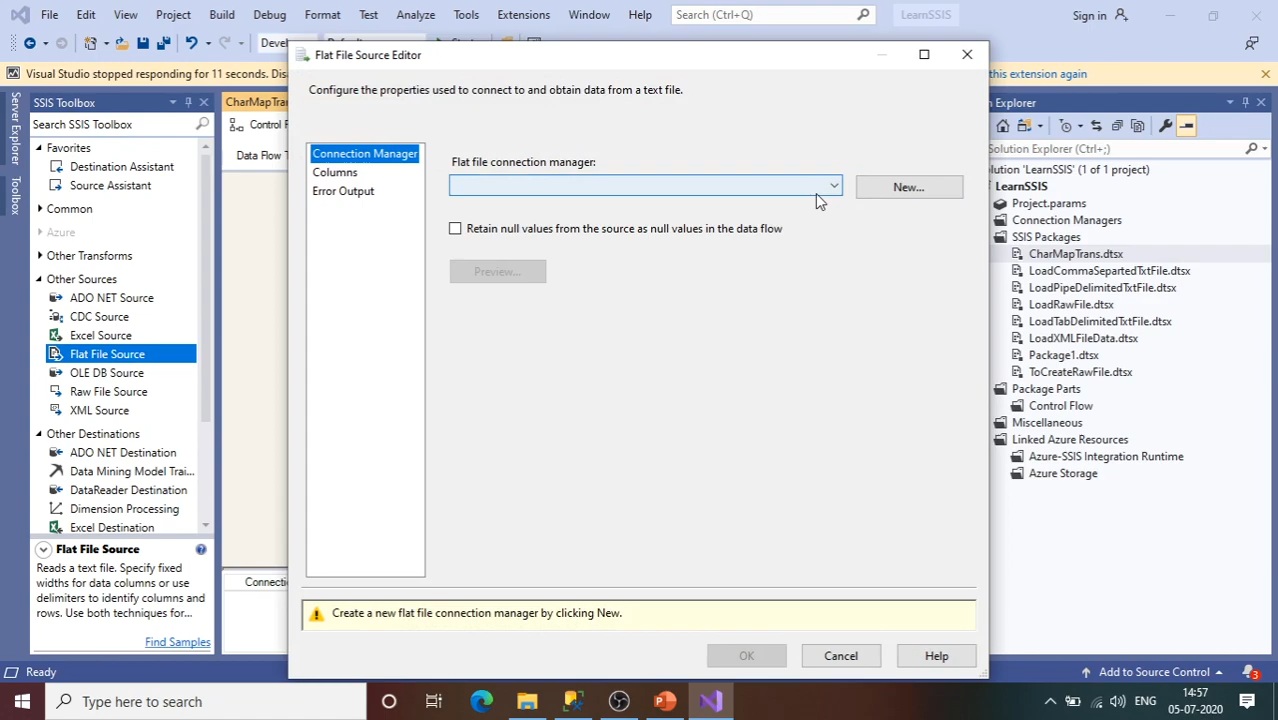 File Edit View Project Build Debug Format Test Analyze Tools Extensions Window Help Search (Ctrl+Q) LearnSSIS Sign in
Visual Studio stopped responding for 11 seconds. Disa this extension again
Flat File Source Editor
Configure the properties used to connect to and obtain data from a text file.
Connection Manager
Columns
Error Output
Flat file connection manager:
New...
Retain null values from the source as null values in the data flow
Preview...
Create a new flat file connection manager by clicking New.
OK Cancel Help
Server Explorer
Toolbox
SSIS Toolbox
Search SSIS Toolbox
Favorites
Destination Assistant
Source Assistant
Common
Azure
Other Transforms
Other Sources
ADO NET Source
CDC Source
Excel Source
Flat File Source
OLE DB Source
Raw File Source
XML Source
Other Destinations
ADO NET Destination
Data Mining Model Trai...
DataReader Destination
Dimension Processing
Excel Destination
Flat File Source
Reads a text file. Specify fixed
widths for data columns or use
delimiters to identify columns
and rows. Use both techniques for...
Find Samples
CharMapTran
Control F
Data Flow T
Connectio
n Explorer
Solution Explorer (Ctrl+;)
olution 'LearnSSIS' (1 of 1 project)
LearnSSIS
Project.params
Connection Managers
SSIS Packages
CharMapTrans.dtsx
LoadCommaSepartedTxtFile.dtsx
LoadPipeDelimitedTxtFile.dtsx
LoadRawFile.dtsx
LoadTabDelimitedTxtFile.dtsx
LoadXMLFileData.dtsx
Package1.dtsx
ToCreateRawFile.dtsx
Package Parts
Control Flow
Miscellaneous
Linked Azure Resources
Azure-SSIS Integration Runtime
Azure Storage
Ready Add to Source Control 3
Type here to search ENG 14:57
05-07-2020